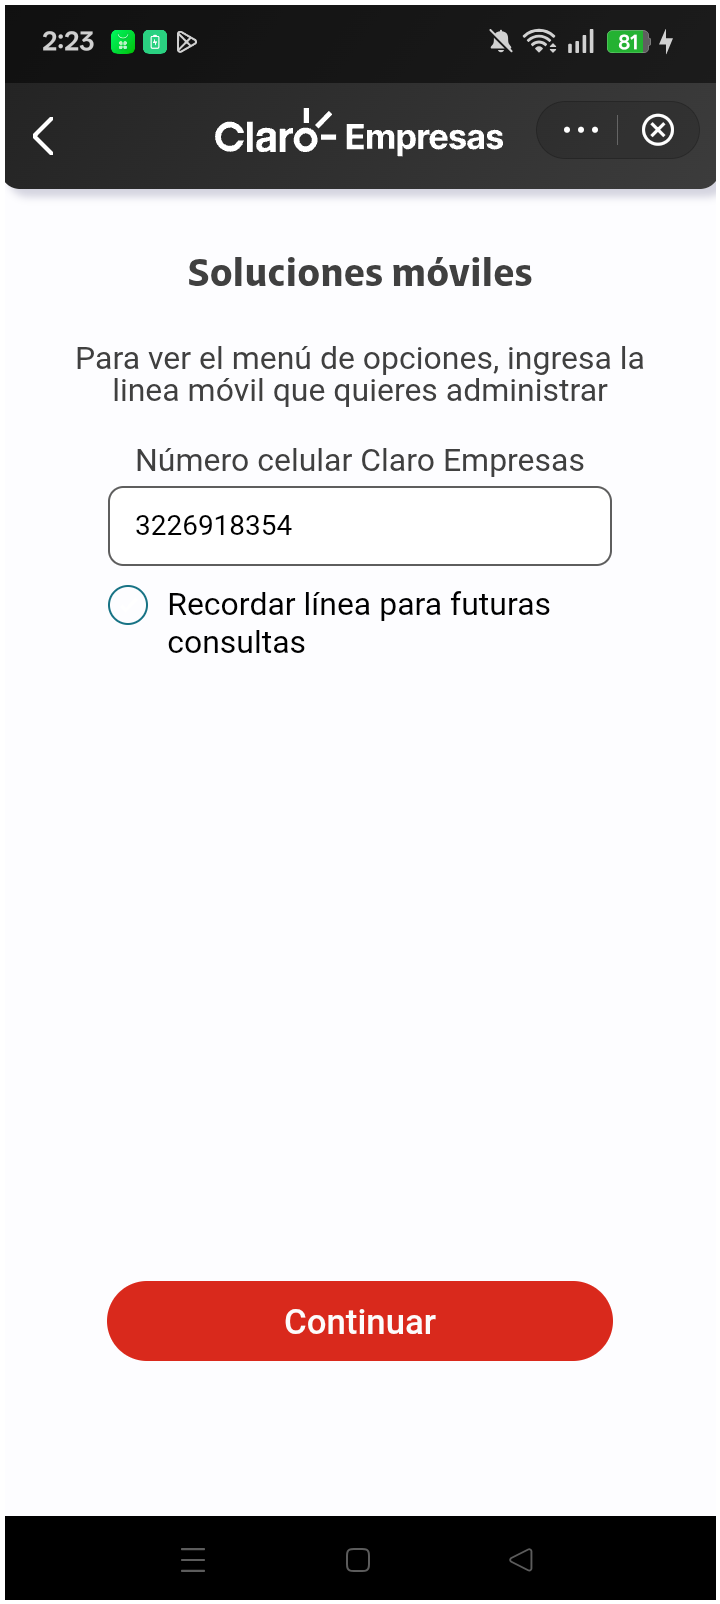 2:23
81
Claro Empresas
Soluciones móviles
Para ver el menú de opciones, ingresa la
linea móvil que quieres administrar
Número celular Claro Empresas
3226918354
Recordar línea para futuras
consultas
Continuar